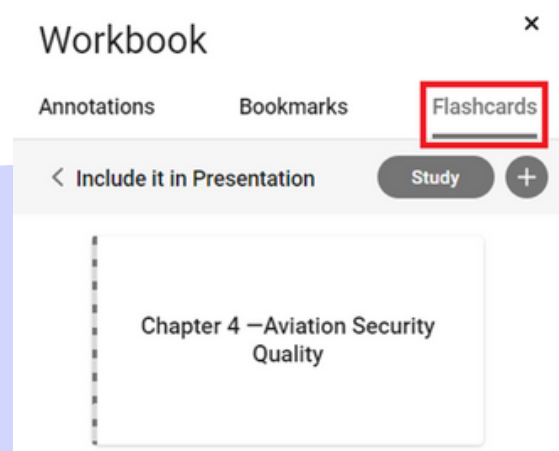 Workbook
Annotations Bookmarks Flashcards
Include it in Presentation Study
Chapter 4 —Aviation Security
Quality